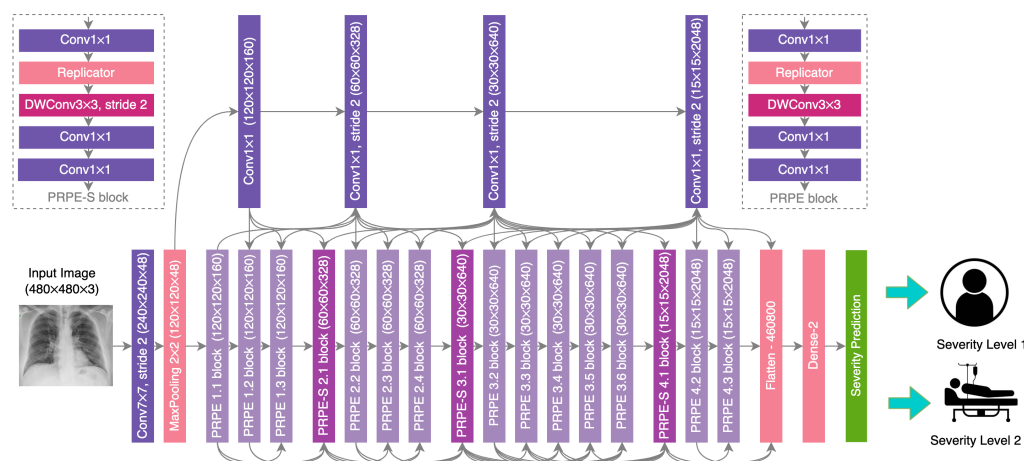 Conv1×1
Replicator
DWConv3×3, stride 2
Conv1×1
Conv1×1
PRPE-S block
Conv1×1 (120×120×160)
Conv1×1, stride 2 (60×60×328)
Conv1×1, stride 2 (30×30×640)
Conv1×1, stride 2 (15×15×2048)
Conv1×1
Replicator
DWConv3×3
Conv1×1
Conv1×1
PRPE block
Input Image
(480×480×3)
Conv7×7, stride 2 (240×240×48)
MaxPooling 2×2 (120×120×48)
PRPE 1.1 block (120×120×160)
PRPE 1.2 block (120×120×160)
PRPE 1.3 block (120×120×160)
PRPE-S 2.1 block (60×60×328)
PRPE 2.2 block (60×60×328)
PRPE 2.3 block (60×60×328)
PRPE 2.4 block (60×60×328)
PRPE-S 3.1 block (30×30×640)
PRPE 3.2 block (30×30×640)
PRPE 3.3 block (30×30×640)
PRPE 3.4 block (30×30×640)
PRPE 3.5 block (30×30×640)
PRPE 3.6 block (30×30×640)
PRPE-S 4.1 block (15×15×2048)
PRPE 4.2 block (15×15×2048)
PRPE 4.3 block (15×15×2048)
Flatten - 460800
Dense-2
Severity Prediction
Severity Level 1
Severity Level 2